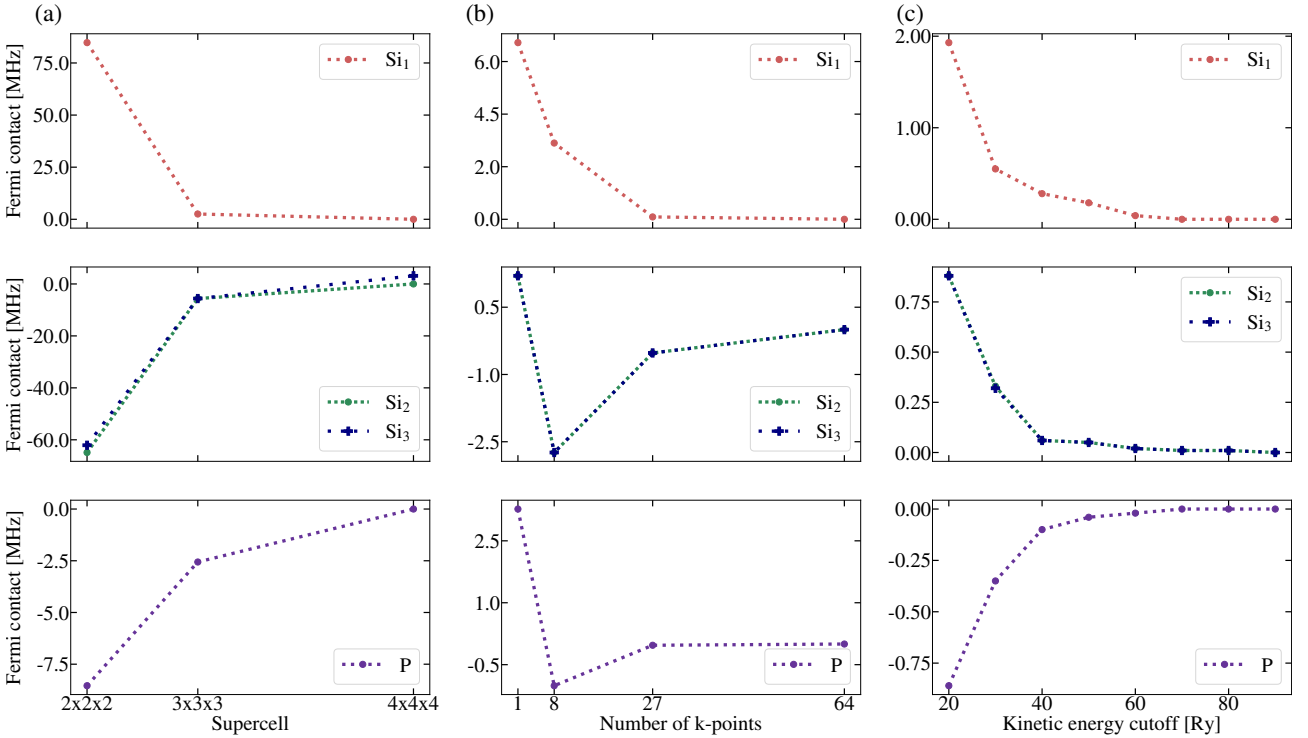 (a)
(b)
(c)
Fermi contact [MHz]
75.0
50.0
25.0
0.0
Si1
6.0
4.5
2.0
0.0
Si1
2.00
1.00
0.00
Si1
Fermi contact [MHz]
0.0
-20.0
-40.0
-60.0
Si2
Si3
0.5
-1.0
-2.5
Si2
Si3
0.75
0.50
0.25
0.00
Si2
Si3
Fermi contact [MHz]
0.0
-2.5
-5.0
-7.5
P
2x2x2 3x3x3 4x4x4
Supercell
2.5
1.0
-0.5
P
1 8 27 64
Number of k-points
0.00
-0.25
-0.50
-0.75
P
20 40 60 80
Kinetic energy cutoff [Ry]